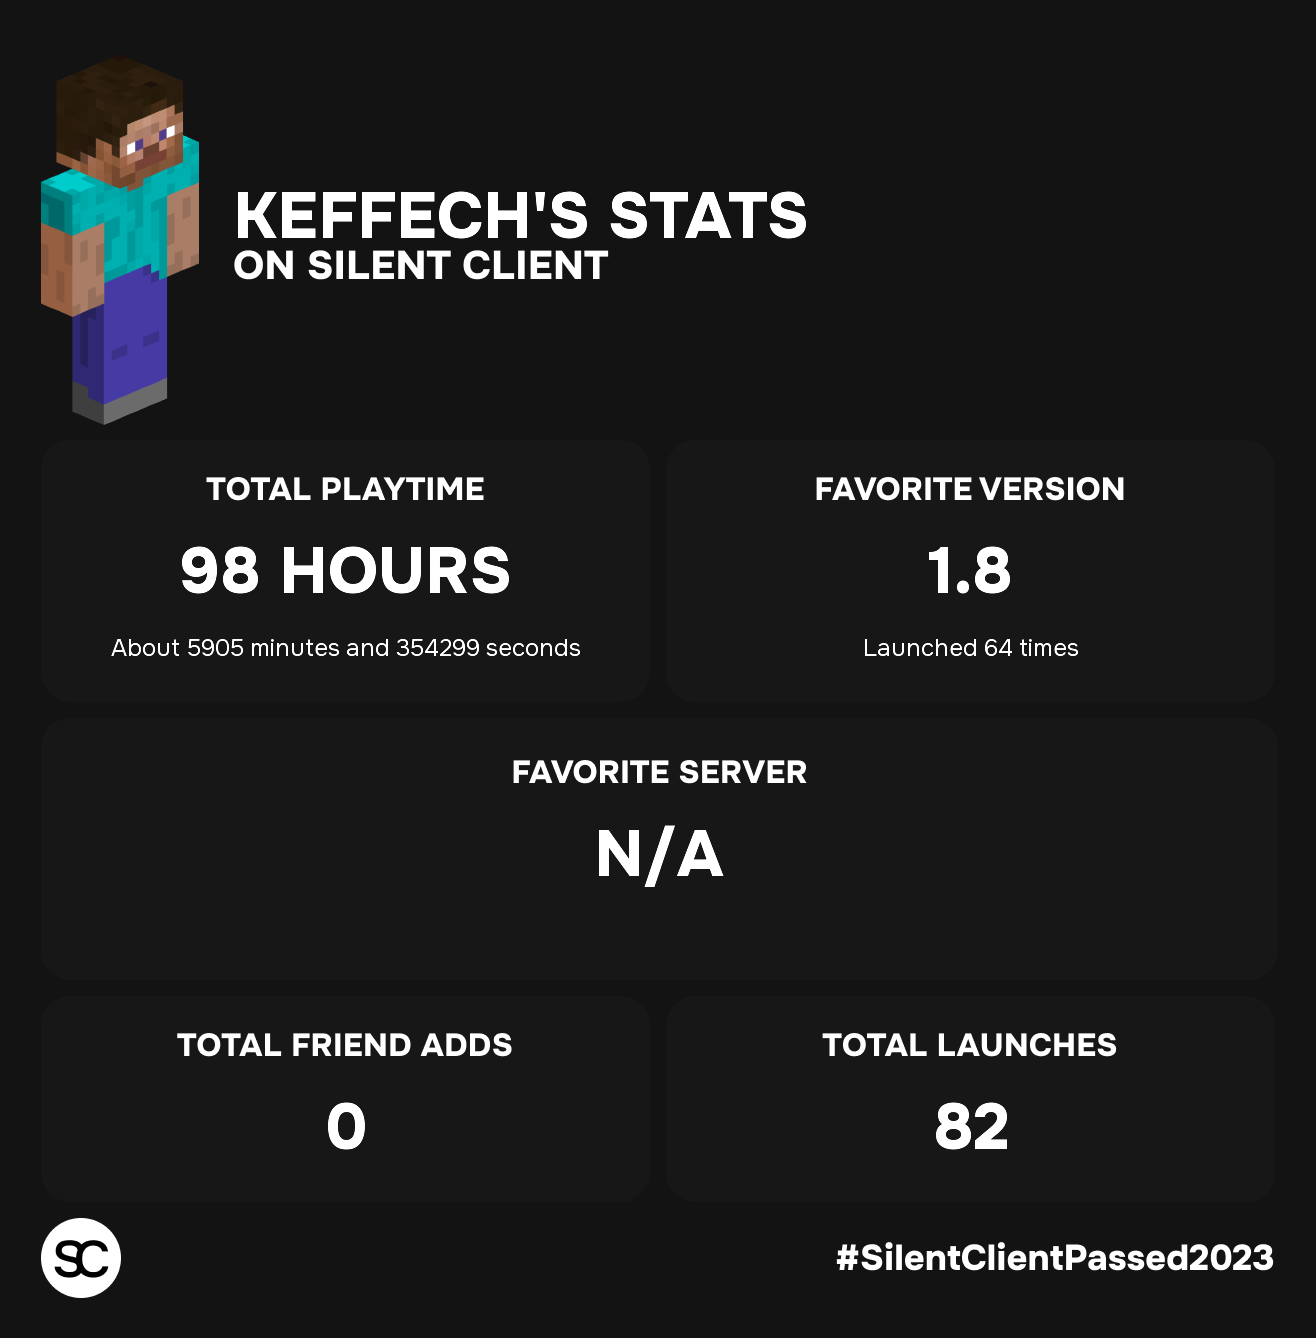 KEFFECH'S STATS
ON SILENT CLIENT
TOTAL PLAYTIME
98 HOURS
About 5905 minutes and 354299 seconds
FAVORITE VERSION
1.8
Launched 64 times
FAVORITE SERVER
N/A
TOTAL FRIEND ADDS
0
TOTAL LAUNCHES
82
SC
#SilentClientPassed2023